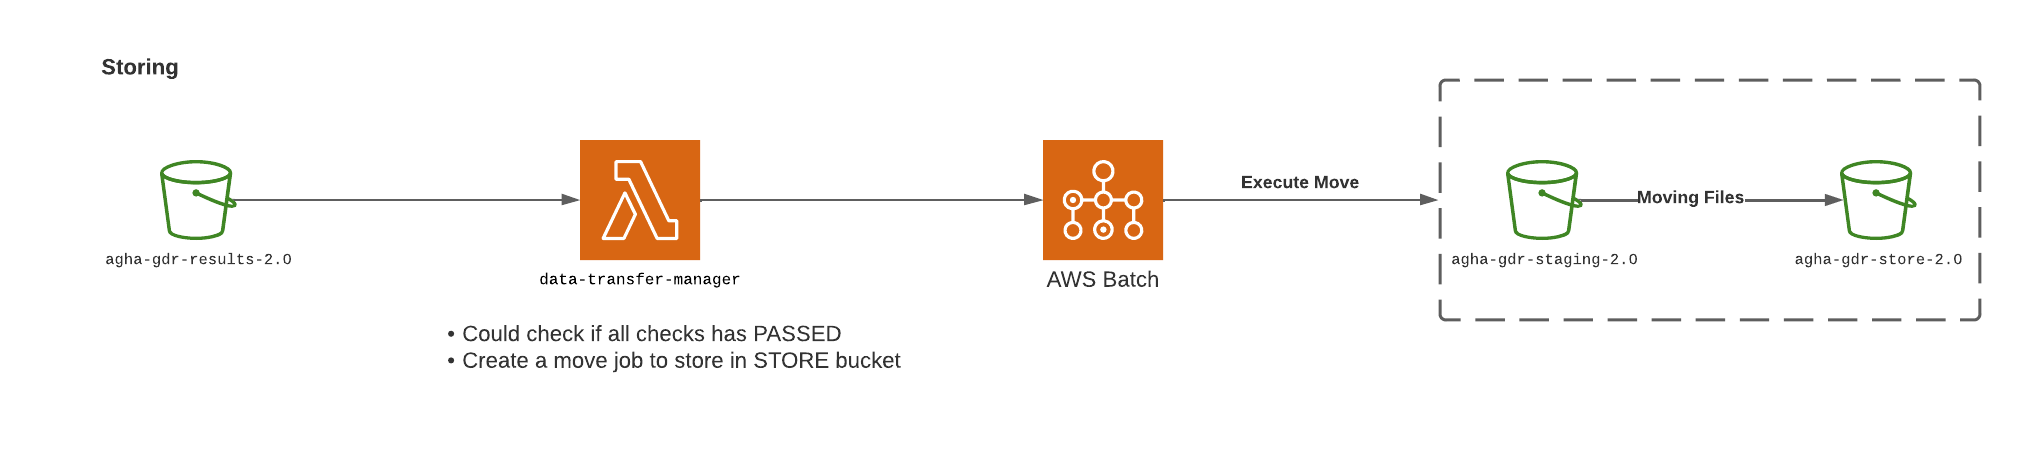 Storing
Execute Move
Moving Files
agha-gdr-results-2.0
data-transfer-manager
AWS Batch
agha-gdr-staging-2.0
agha-gdr-store-2.0
• Could check if all checks has PASSED
• Create a move job to store in STORE bucket